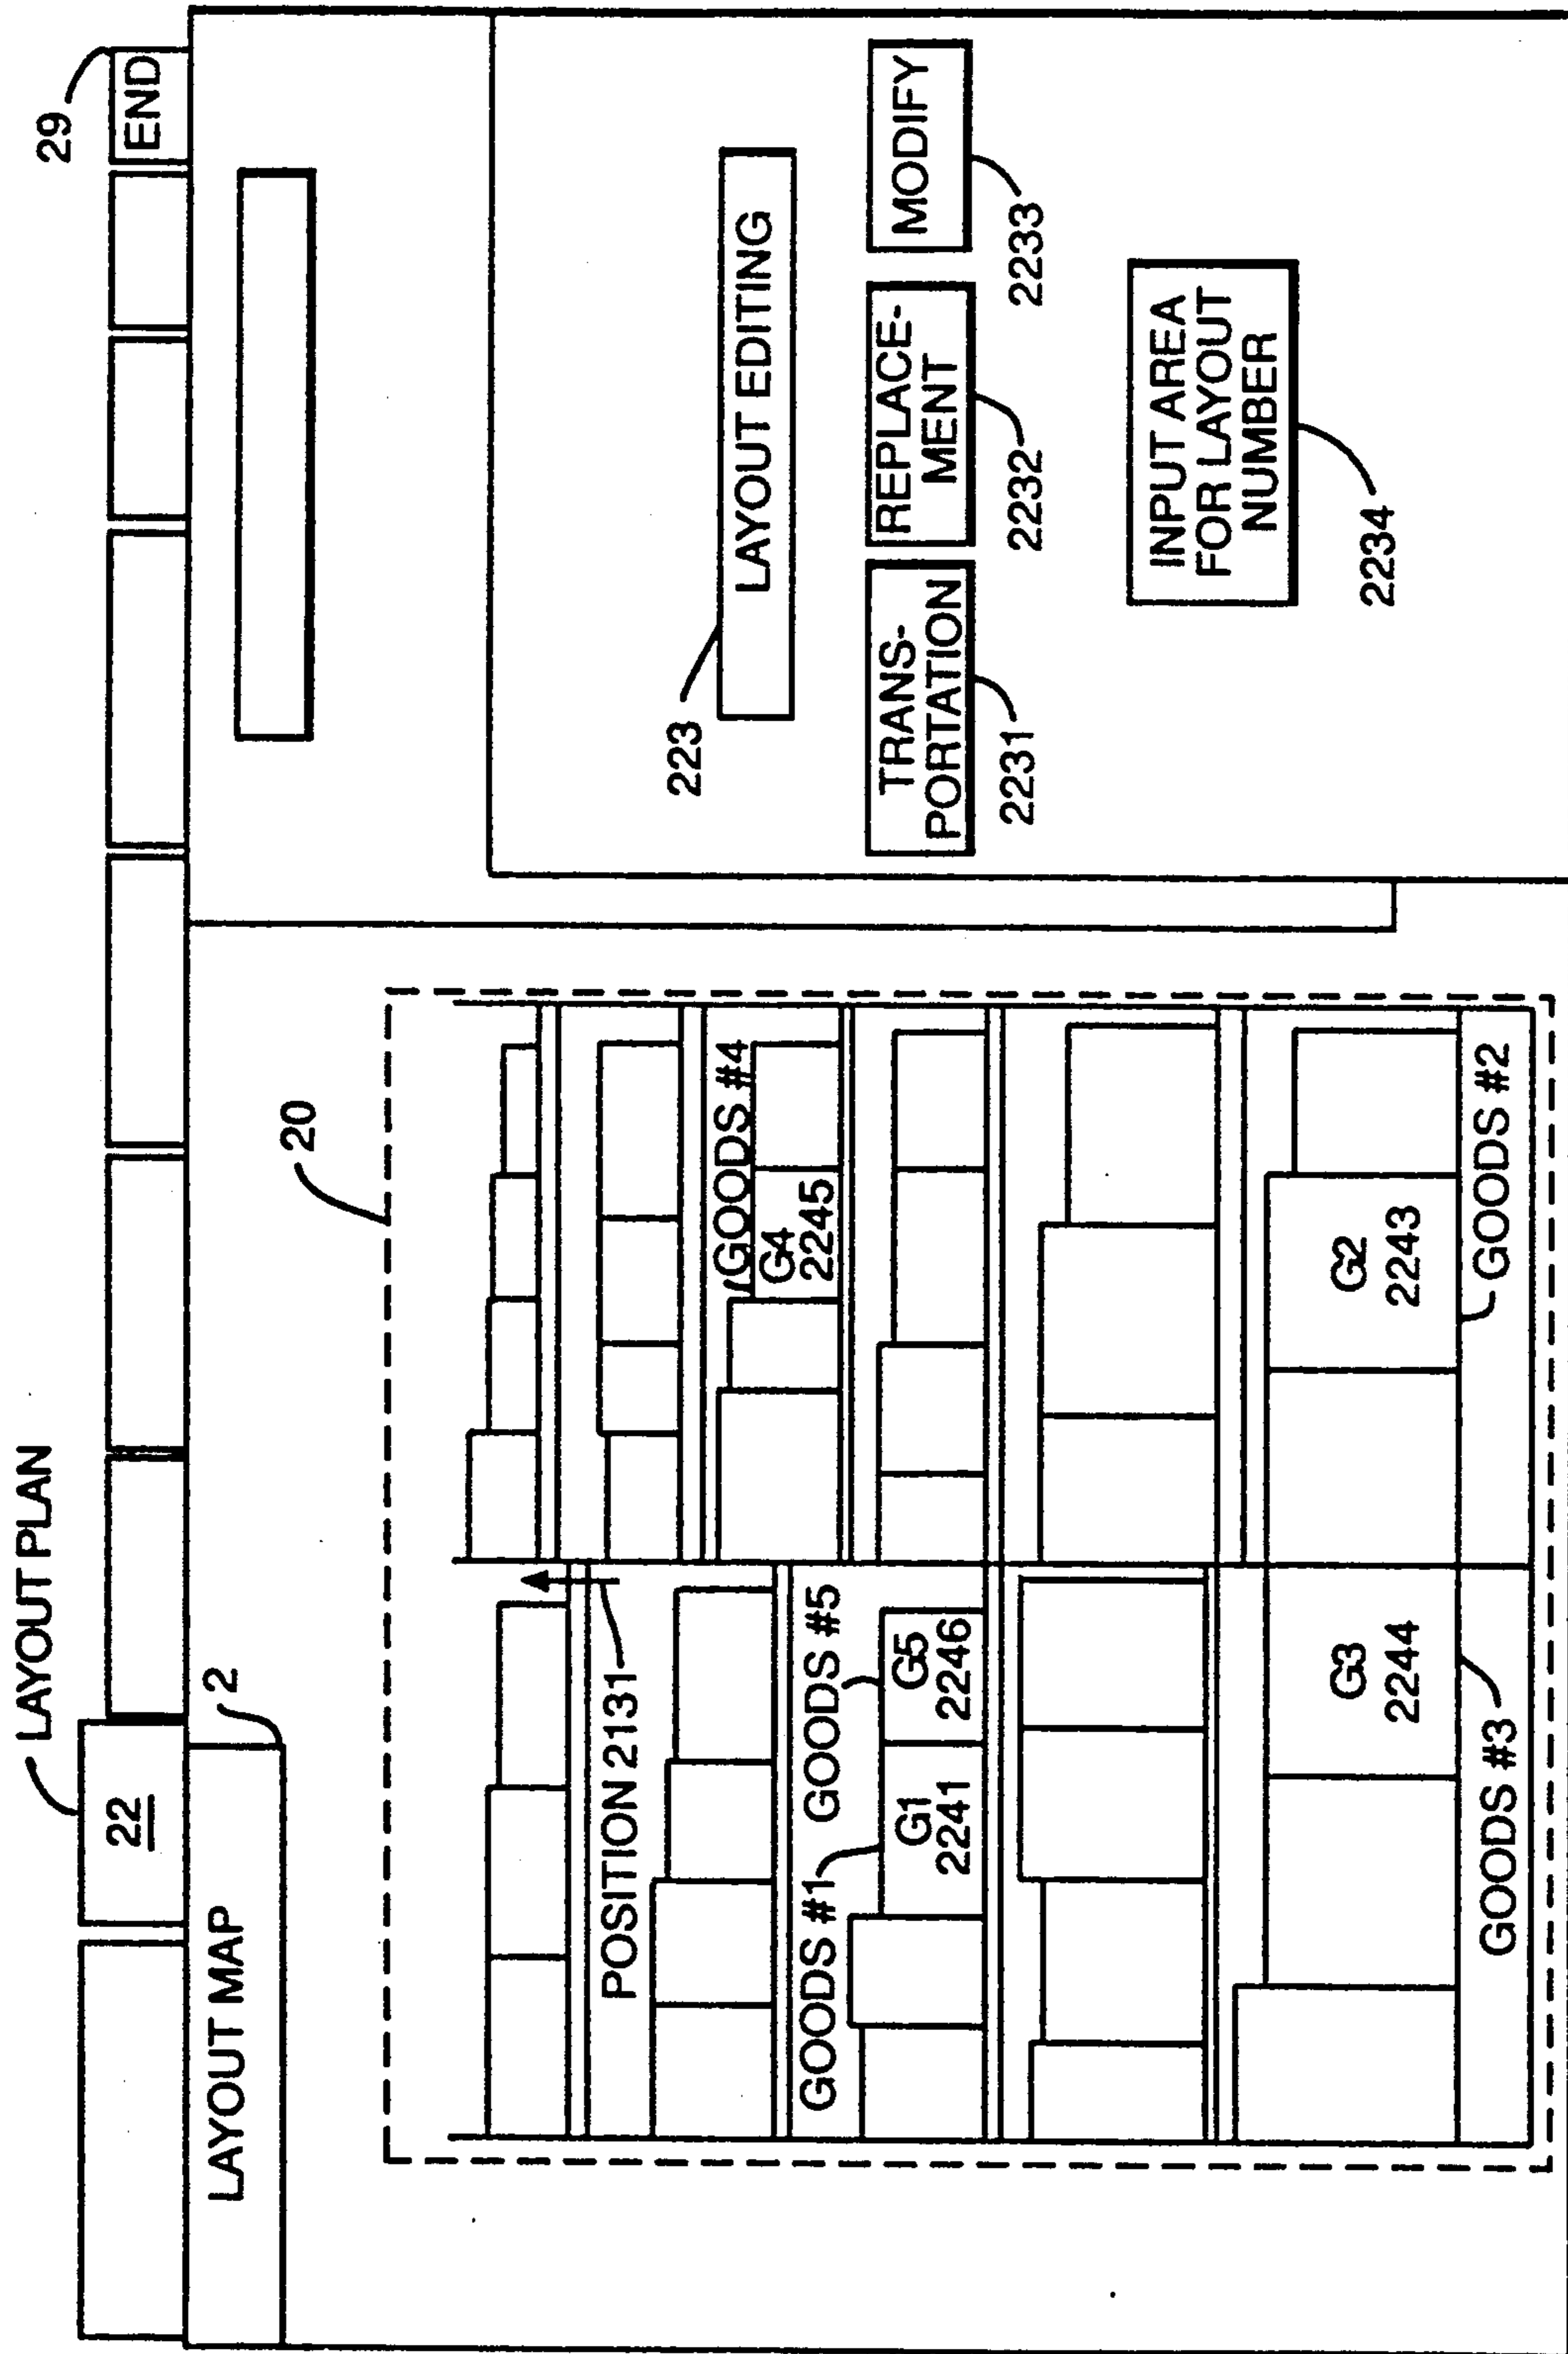 LAYOUT PLAN
29
22
END
LAYOUT MAP
2
20
223
LAYOUT EDITING
TRANS-
PORTATION
REPLACE-
MENT
MODIFY
2231
2232
2233
INPUT AREA
FOR LAYOUT
NUMBER
2234
POSITION 2131
GOODS #4
G4
2245
GOODS #1
GOODS #5
G1
2241
G5
2246
G3
2244
G2
2243
GOODS #3
GOODS #2